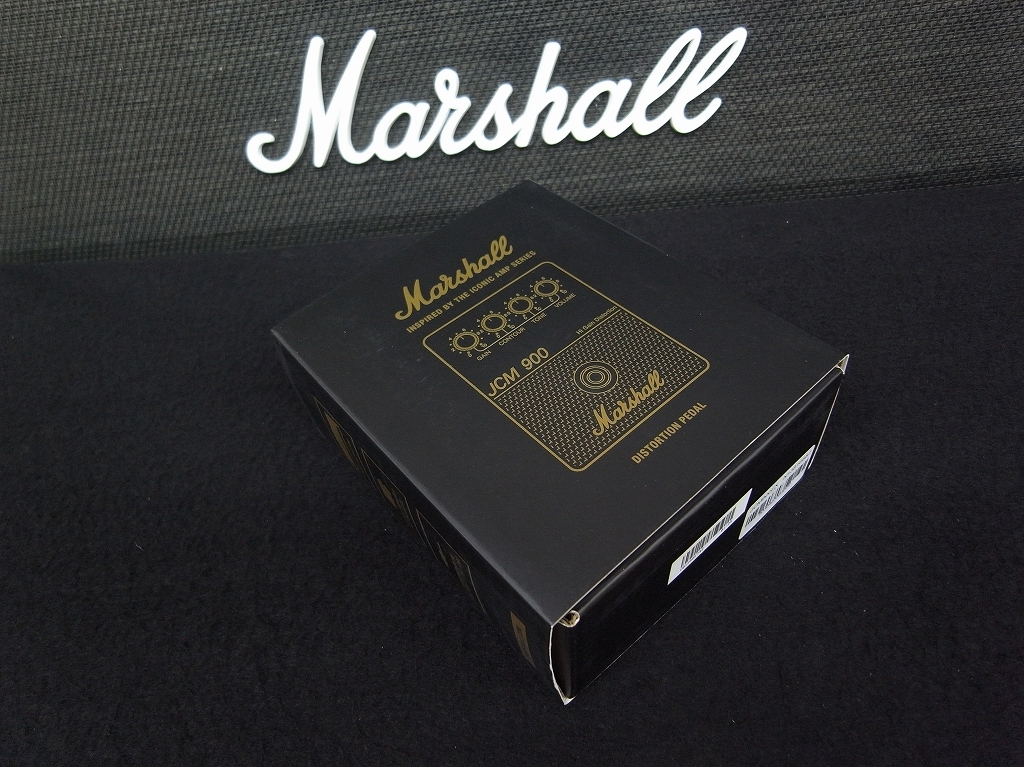 Marshall
Marshall
INSPIRED BY THE ICONIC AMP SERIES
GAIN CONTOUR TONE VOLUME
JCM 900
Hi Gain Distortion
Marshall
DISTORTION PEDAL